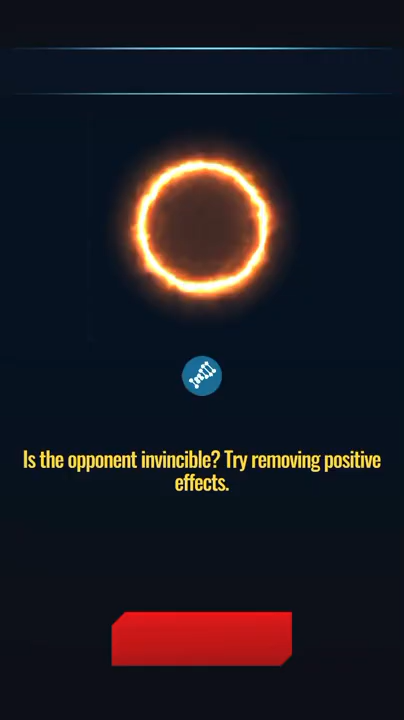 Is the opponent invincible? Try removing positive
effects.